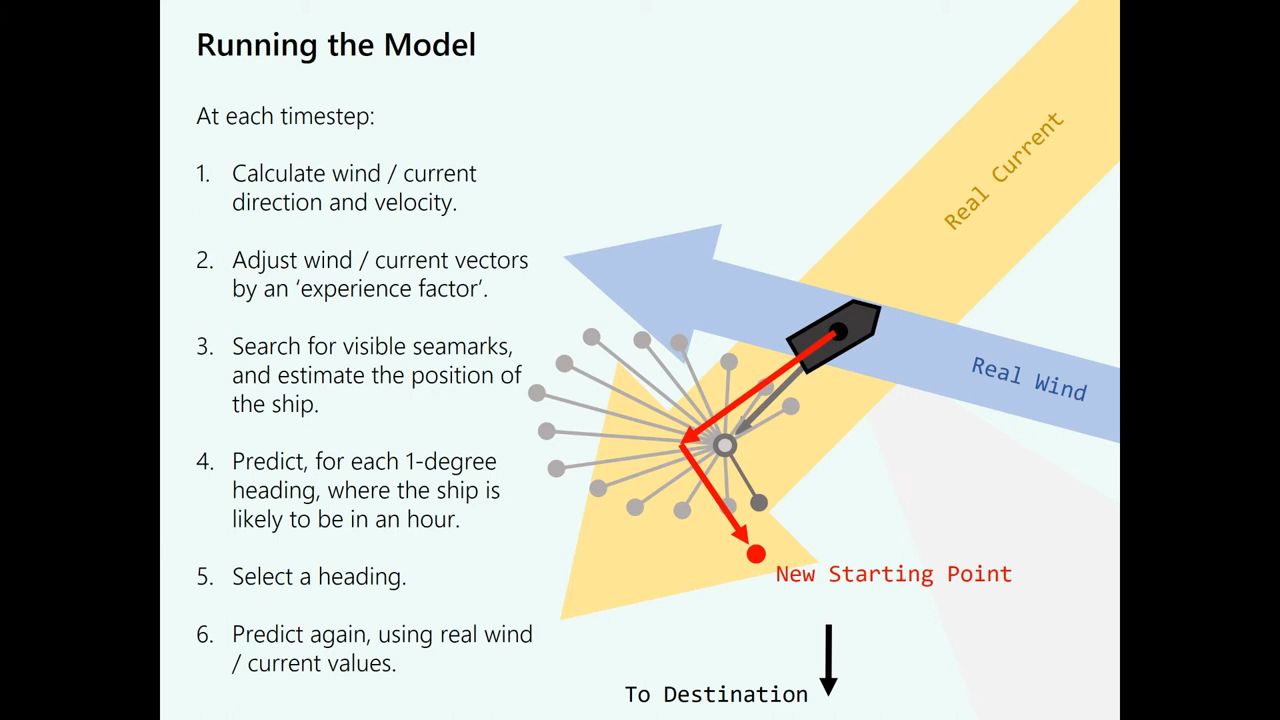 Running the Model
At each timestep:
1. Calculate wind / current
direction and velocity.
2. Adjust wind / current vectors
by an ‘experience factor’.
3. Search for visible seamarks,
and estimate the position of
the ship.
4. Predict, for each 1-degree
heading, where the ship is
likely to be in an hour.
5. Select a heading.
6. Predict again, using real wind
/ current values.
Real Current
Real Wind
New Starting Point
To Destination